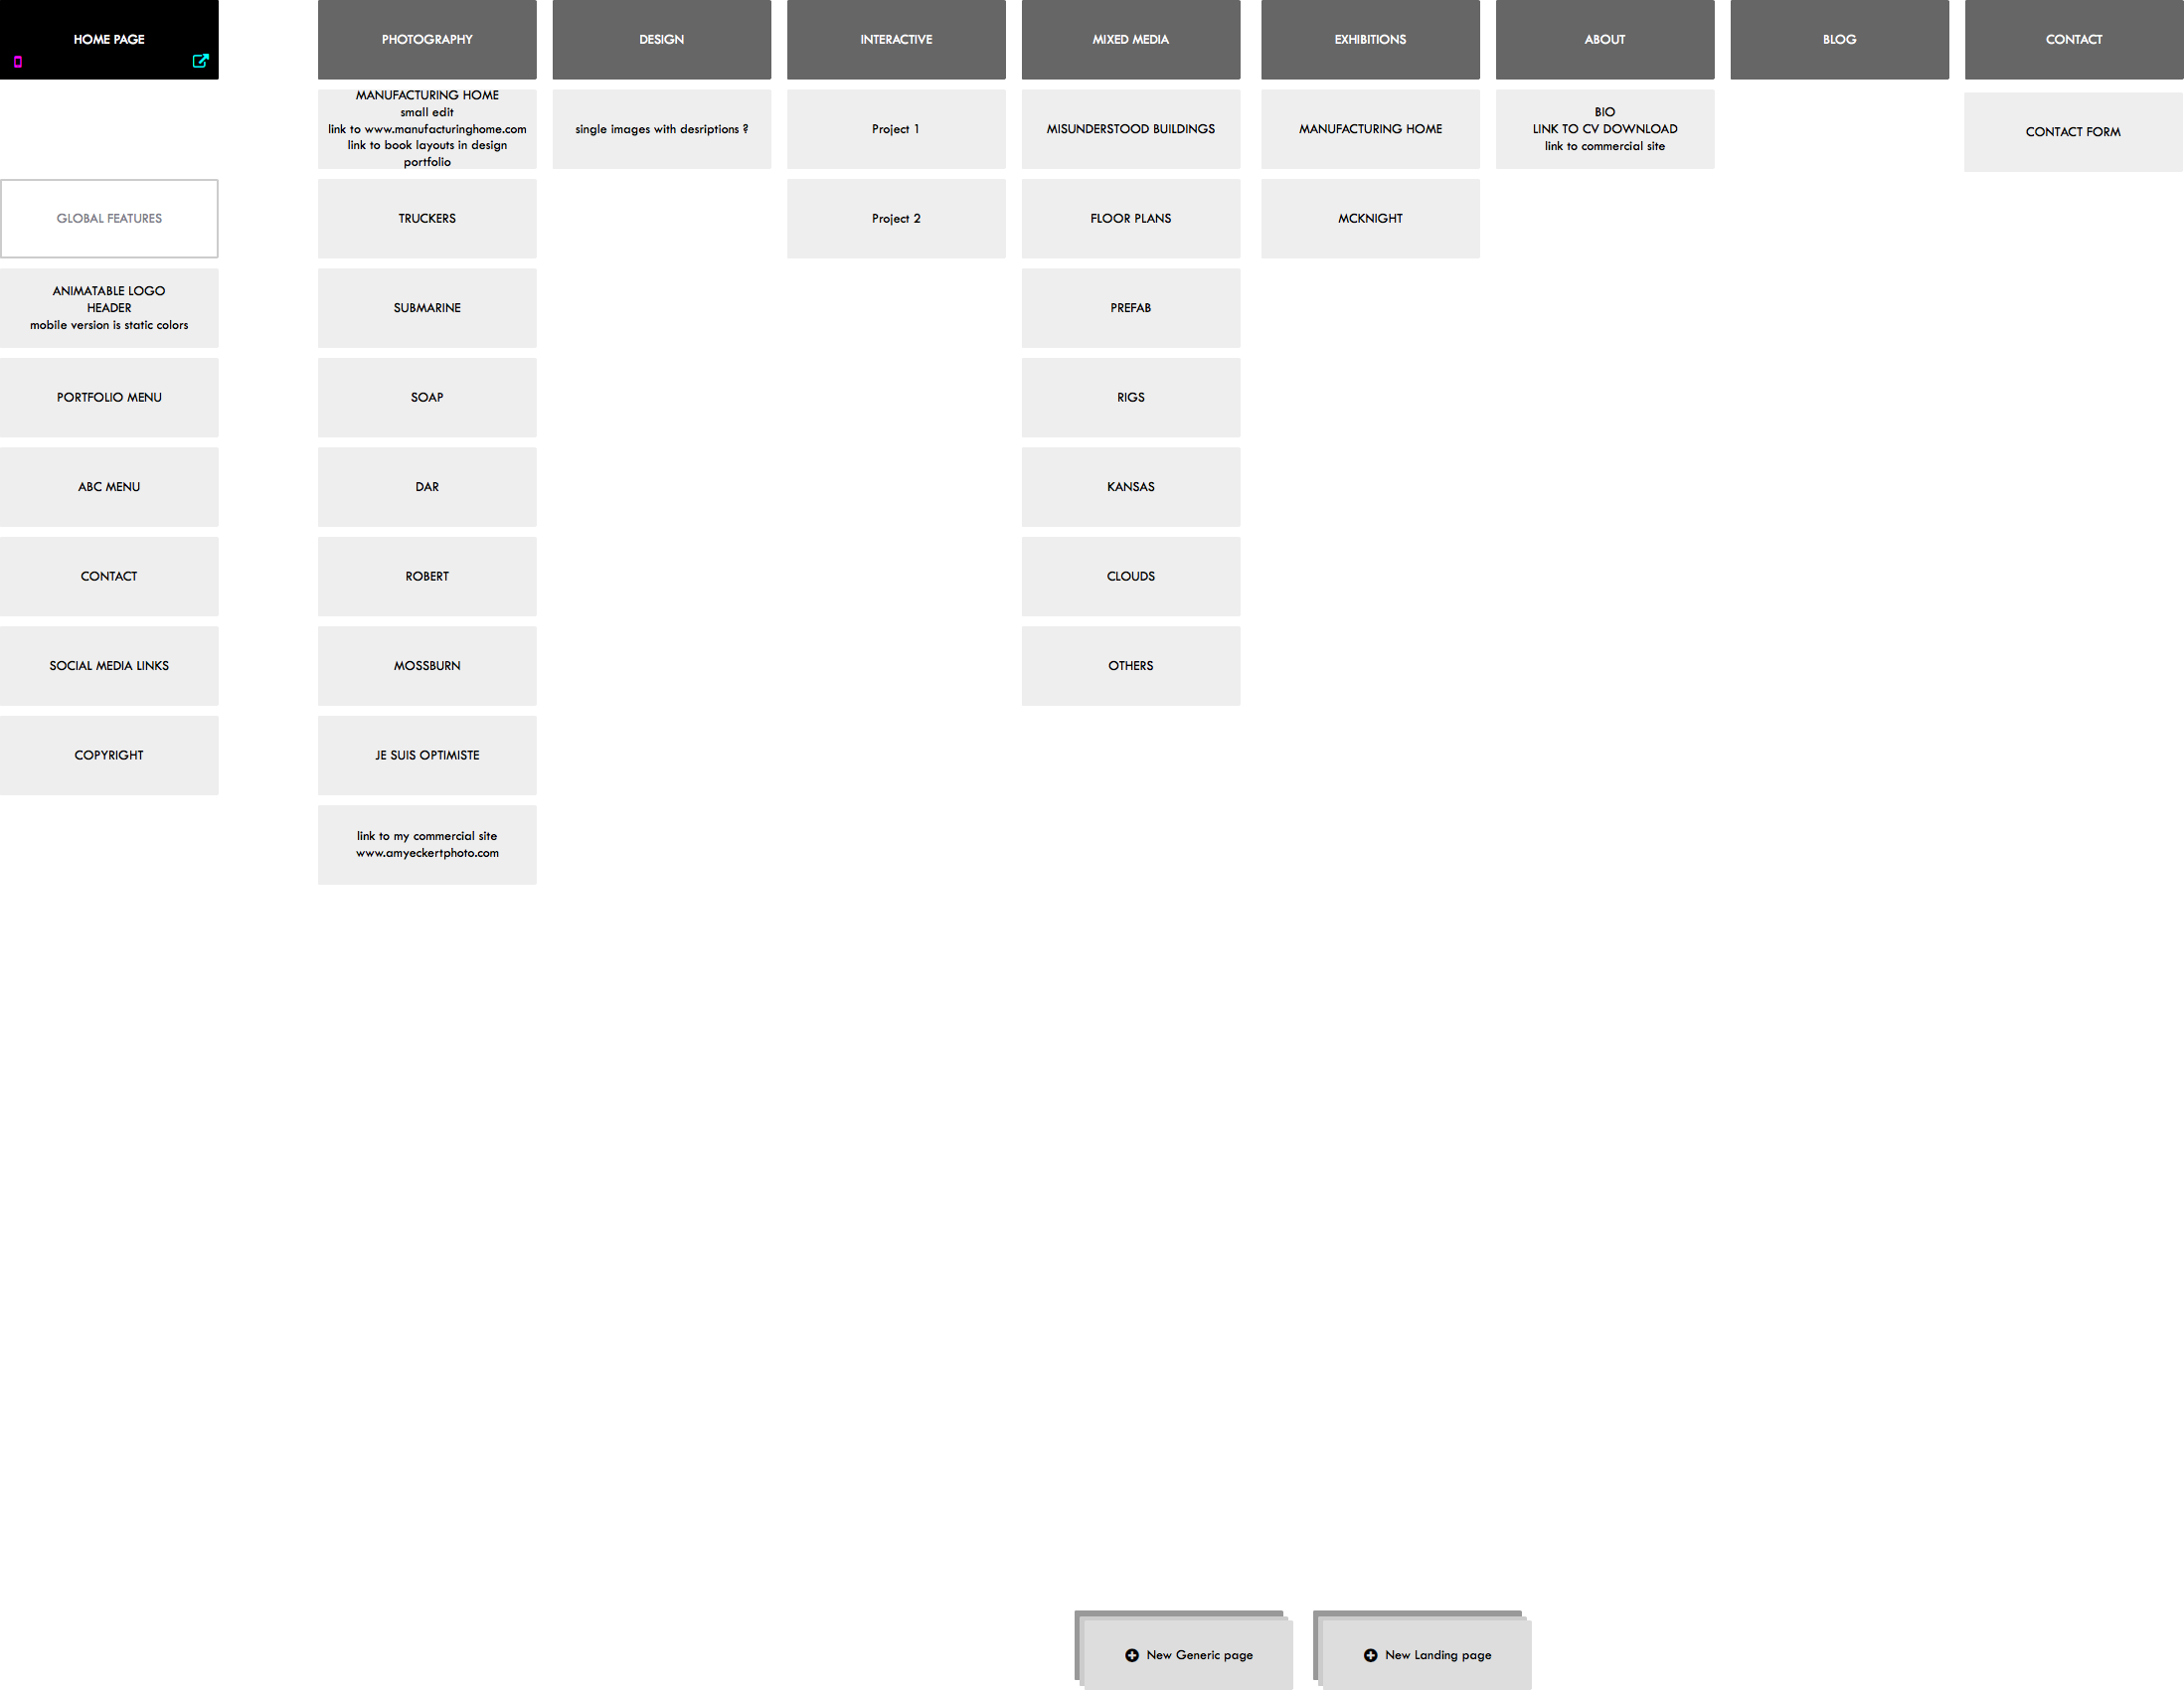 HOME PAGE
PHOTOGRAPHY
DESIGN
INTERACTIVE
MIXED MEDIA
EXHIBITIONS
ABOUT
BLOG
CONTACT
GLOBAL FEATURES
ANIMATABLE LOGO
HEADER
mobile version is static colors
PORTFOLIO MENU
ABC MENU
CONTACT
SOCIAL MEDIA LINKS
COPYRIGHT
MANUFACTURING HOME
small edit
link to www.manufacturinghome.com
link to book layouts in design
portfolio
TRUCKERS
SUBMARINE
SOAP
DAR
ROBERT
MOSSBURN
JE SUIS OPTIMISTE
link to my commercial site
www.amyeckertphoto.com
single images with desriptions ?
Project 1
Project 2
MISUNDERSTOOD BUILDINGS
FLOOR PLANS
PREFAB
RIGS
KANSAS
CLOUDS
OTHERS
MANUFACTURING HOME
MCKNIGHT
BIO
LINK TO CV DOWNLOAD
link to commercial site
CONTACT FORM
New Generic page
New Landing page